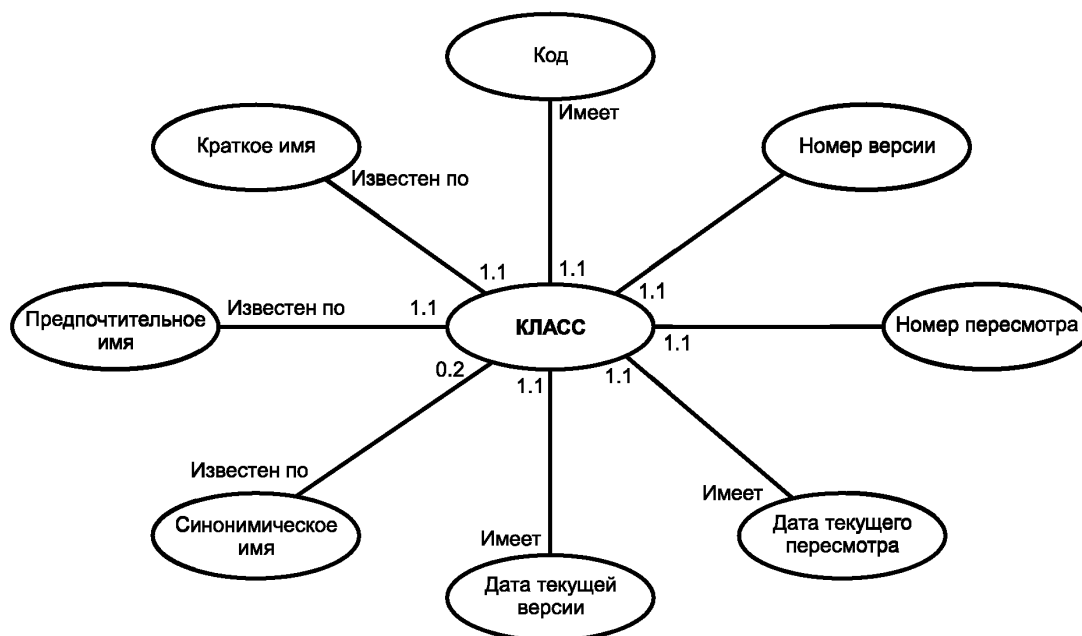 Код
Имеет
Краткое имя
Номер версии
Известен по
1.1
1.1
1.1
Предпочтительное
имя
Известен по
1.1
КЛАСС
1.1
Номер пересмотра
0.2
1.1
1.1
Известен по
Синонимическое
имя
Имеет
Дата текущей
версии
Имеет
Дата текущего
пересмотра